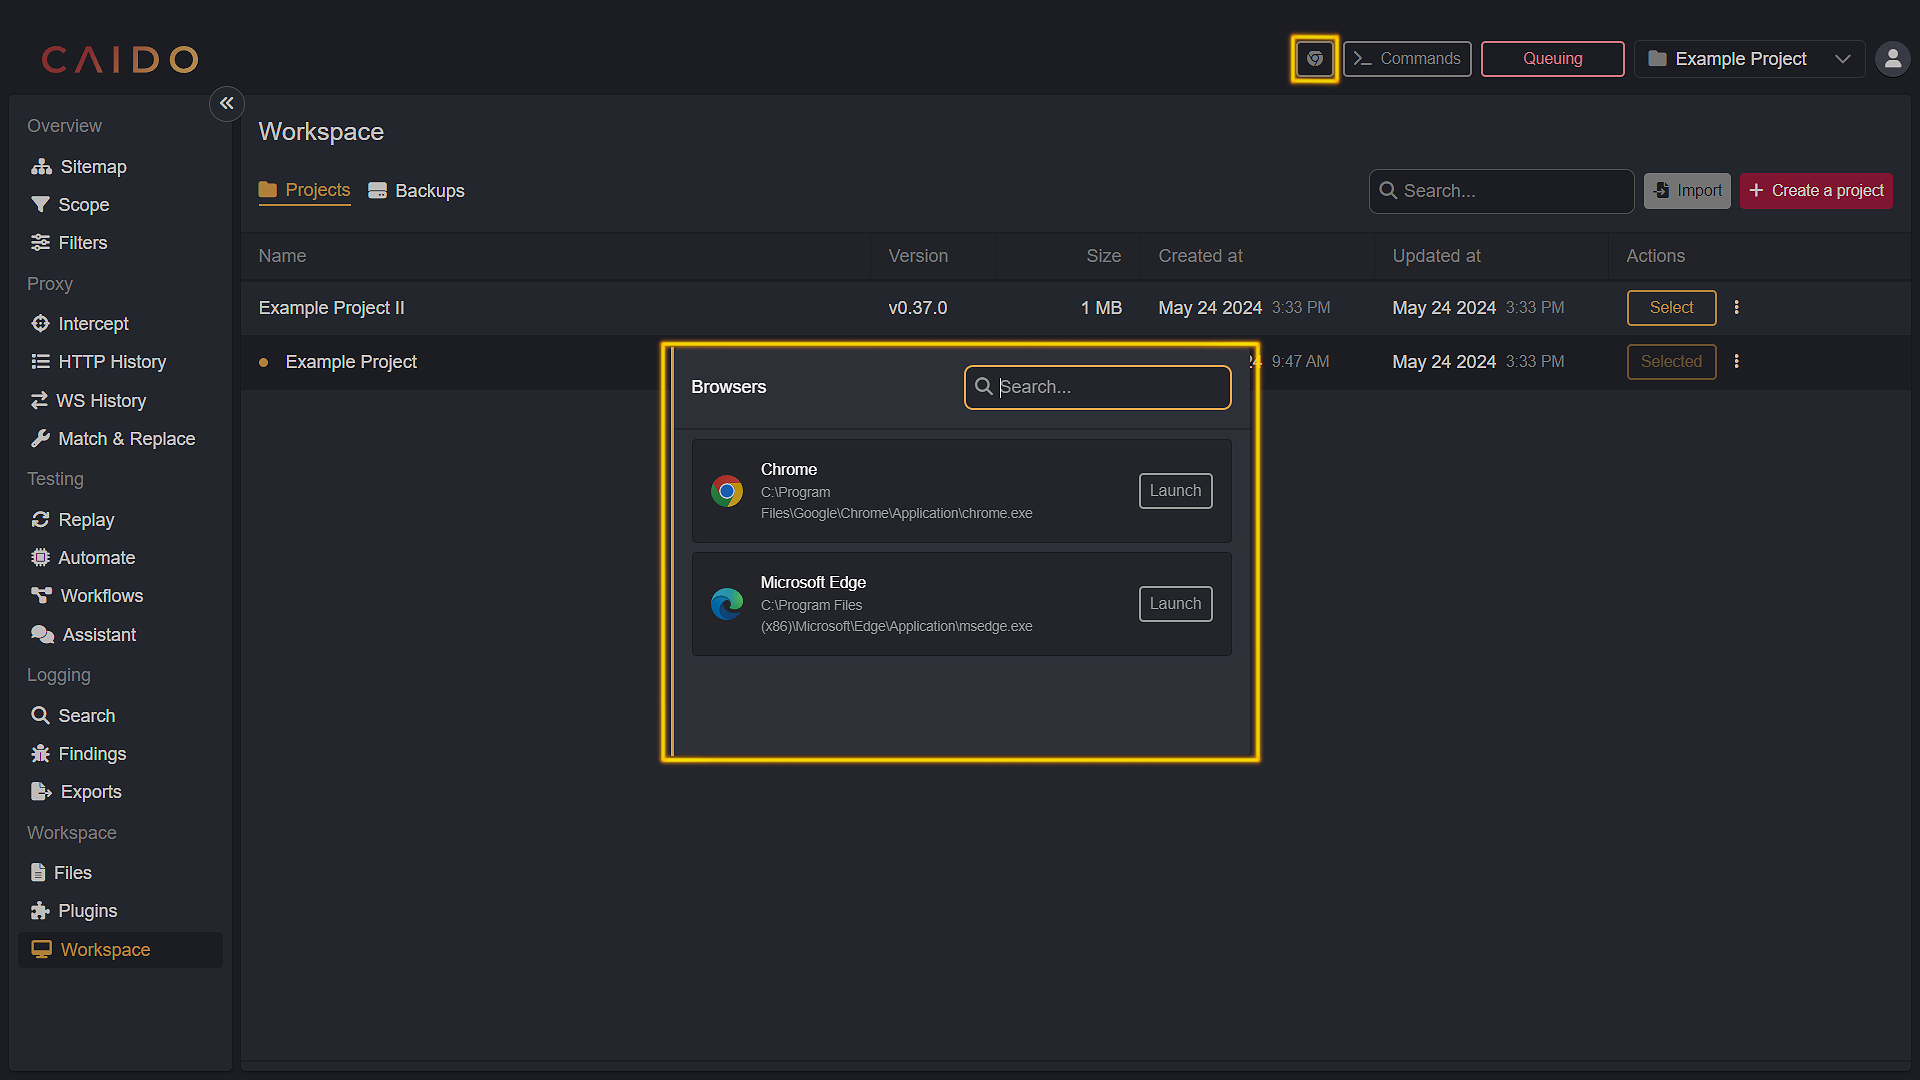 CAIDO
Commands
Queuing
Example Project
Overview
Sitemap
Scope
Filters
Proxy
Intercept
HTTP History
WS History
Match & Replace
Testing
Replay
Automate
Workflows
Assistant
Logging
Search
Findings
Exports
Workspace
Files
Plugins
Workspace
Workspace
Projects
Backups
Search...
Import
+ Create a project
Name Version Size Created at Updated at Actions
Example Project II v0.37.0 1 MB May 24 2024 3:33 PM May 24 2024 3:33 PM Select
Example Project 4 9:47 AM May 24 2024 3:33 PM Selected
Browsers
Search...
Chrome
C:\Program
Files\Google\Chrome\Application\chrome.exe
Launch
Microsoft Edge
C:\Program Files
(x86)\Microsoft\Edge\Application\msedge.exe
Launch